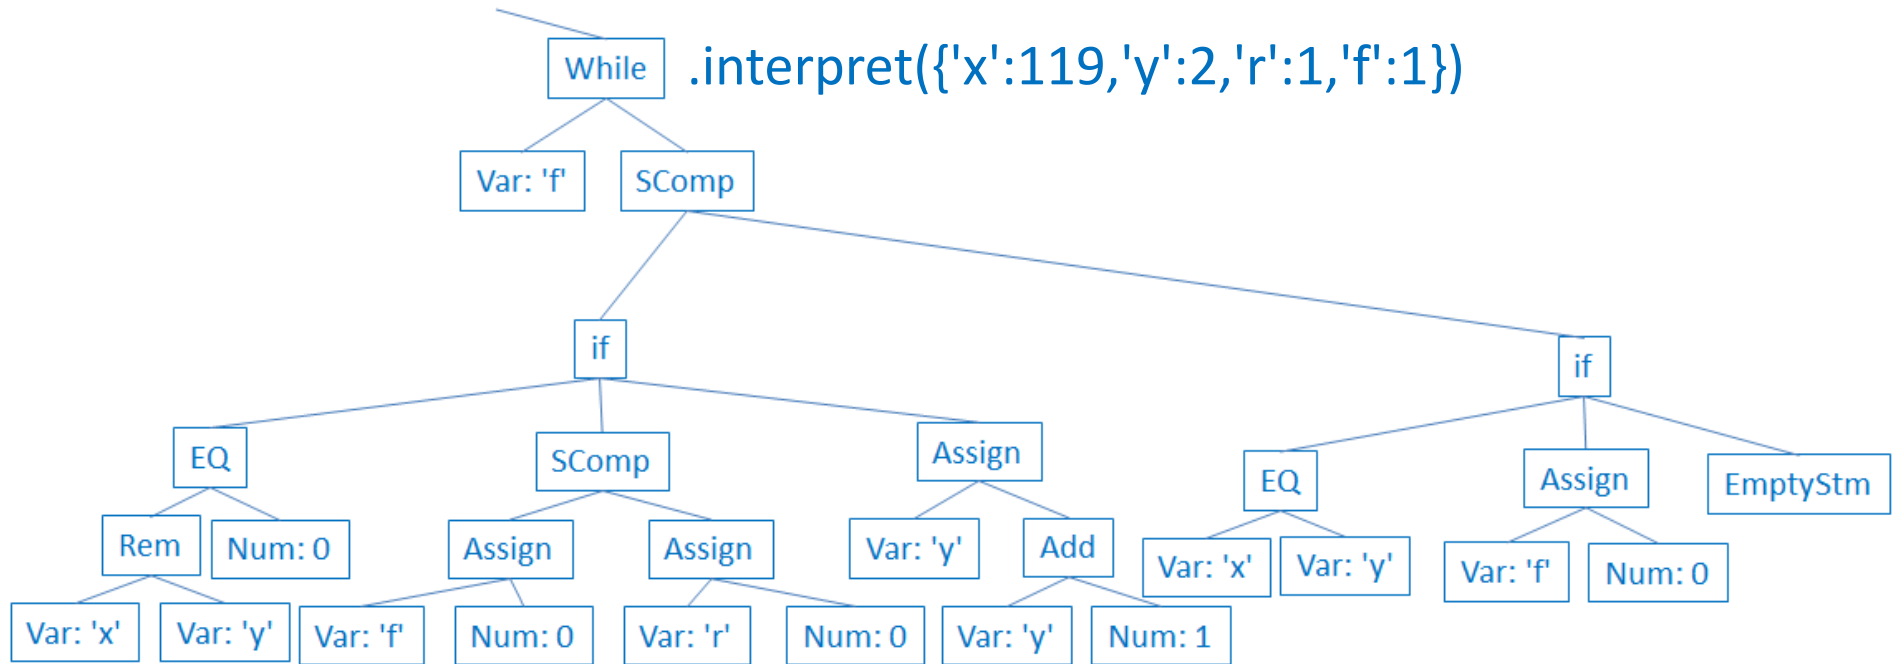 While .interpret({'x':119,'y':2,'r':1,'f':1})
Var: 'f' SComp
if if
EQ SComp Assign EQ Assign EmptyStm
Rem Num: 0 Assign Assign Var: 'y' Add Var: 'x' Var: 'y' Var: 'f' Num: 0
Var: 'x' Var: 'y' Var: 'f' Num: 0 Var: 'r' Num: 0 Var: 'y' Num: 1